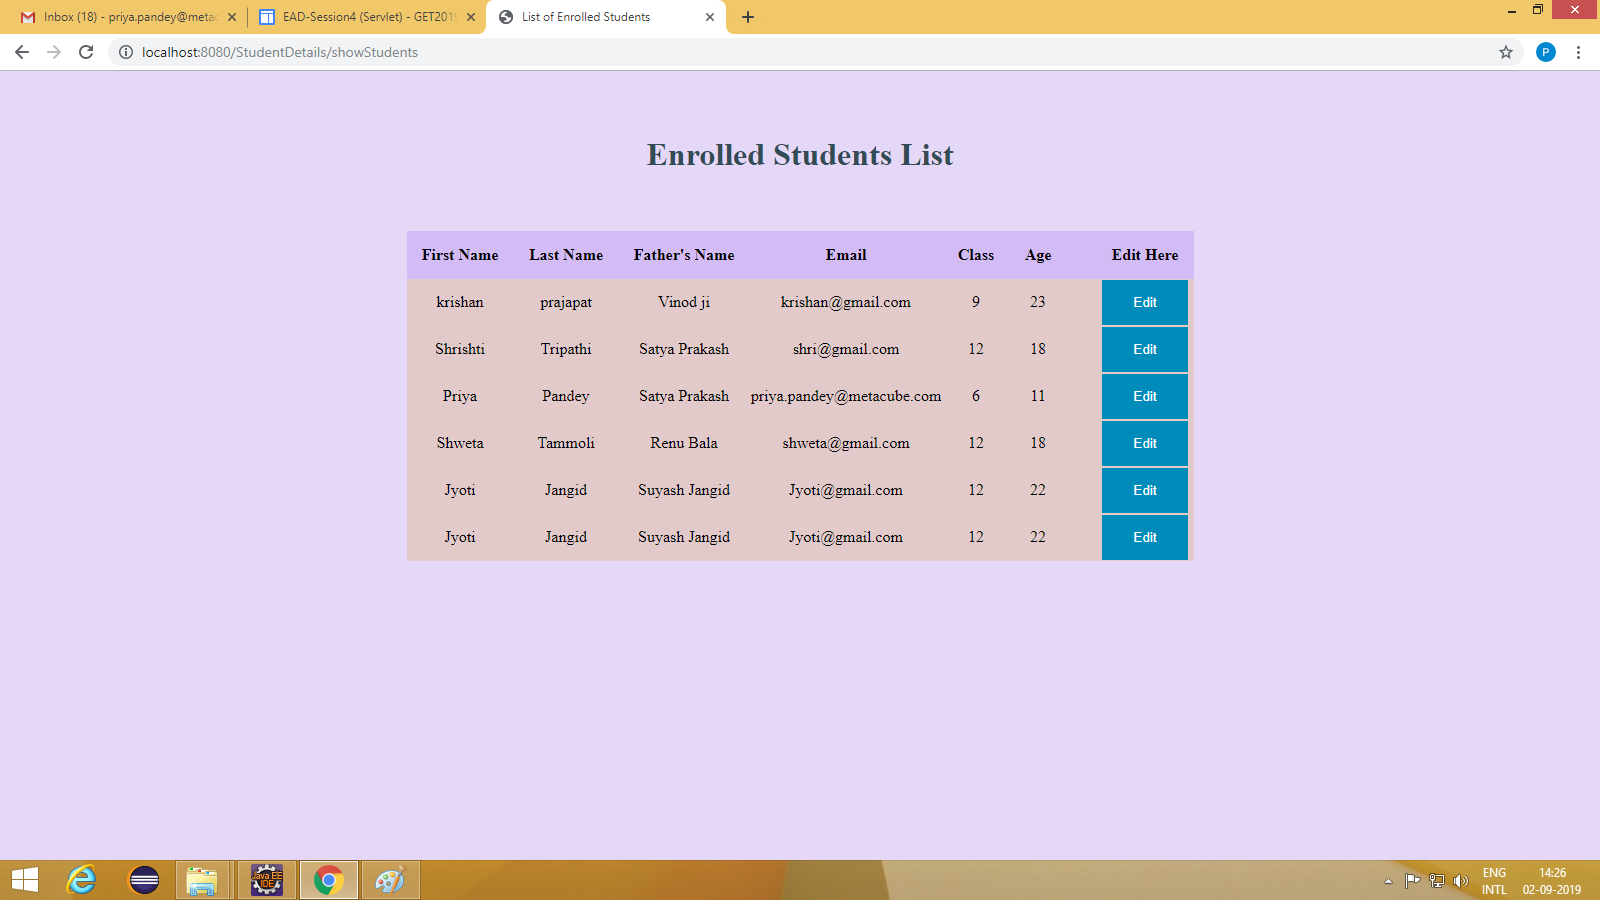 Inbox (18) - priya.pandey@metac
EAD-Session4 (Servlet) - GET2019
List of Enrolled Students
localhost:8080/StudentDetails/showStudents
P
Enrolled Students List
First Name Last Name Father's Name Email Class Age Edit Here
krishan prajapat Vinod ji krishan@gmail.com 9 23 Edit
Shrishti Tripathi Satya Prakash shri@gmail.com 12 18 Edit
Priya Pandey Satya Prakash priya.pandey@metacube.com 6 11 Edit
Shweta Tammoli Renu Bala shweta@gmail.com 12 18 Edit
Jyoti Jangid Suyash Jangid Jyoti@gmail.com 12 22 Edit
Jyoti Jangid Suyash Jangid Jyoti@gmail.com 12 22 Edit
Java EE
IDE
ENG 14:26
INTL 02-09-2019